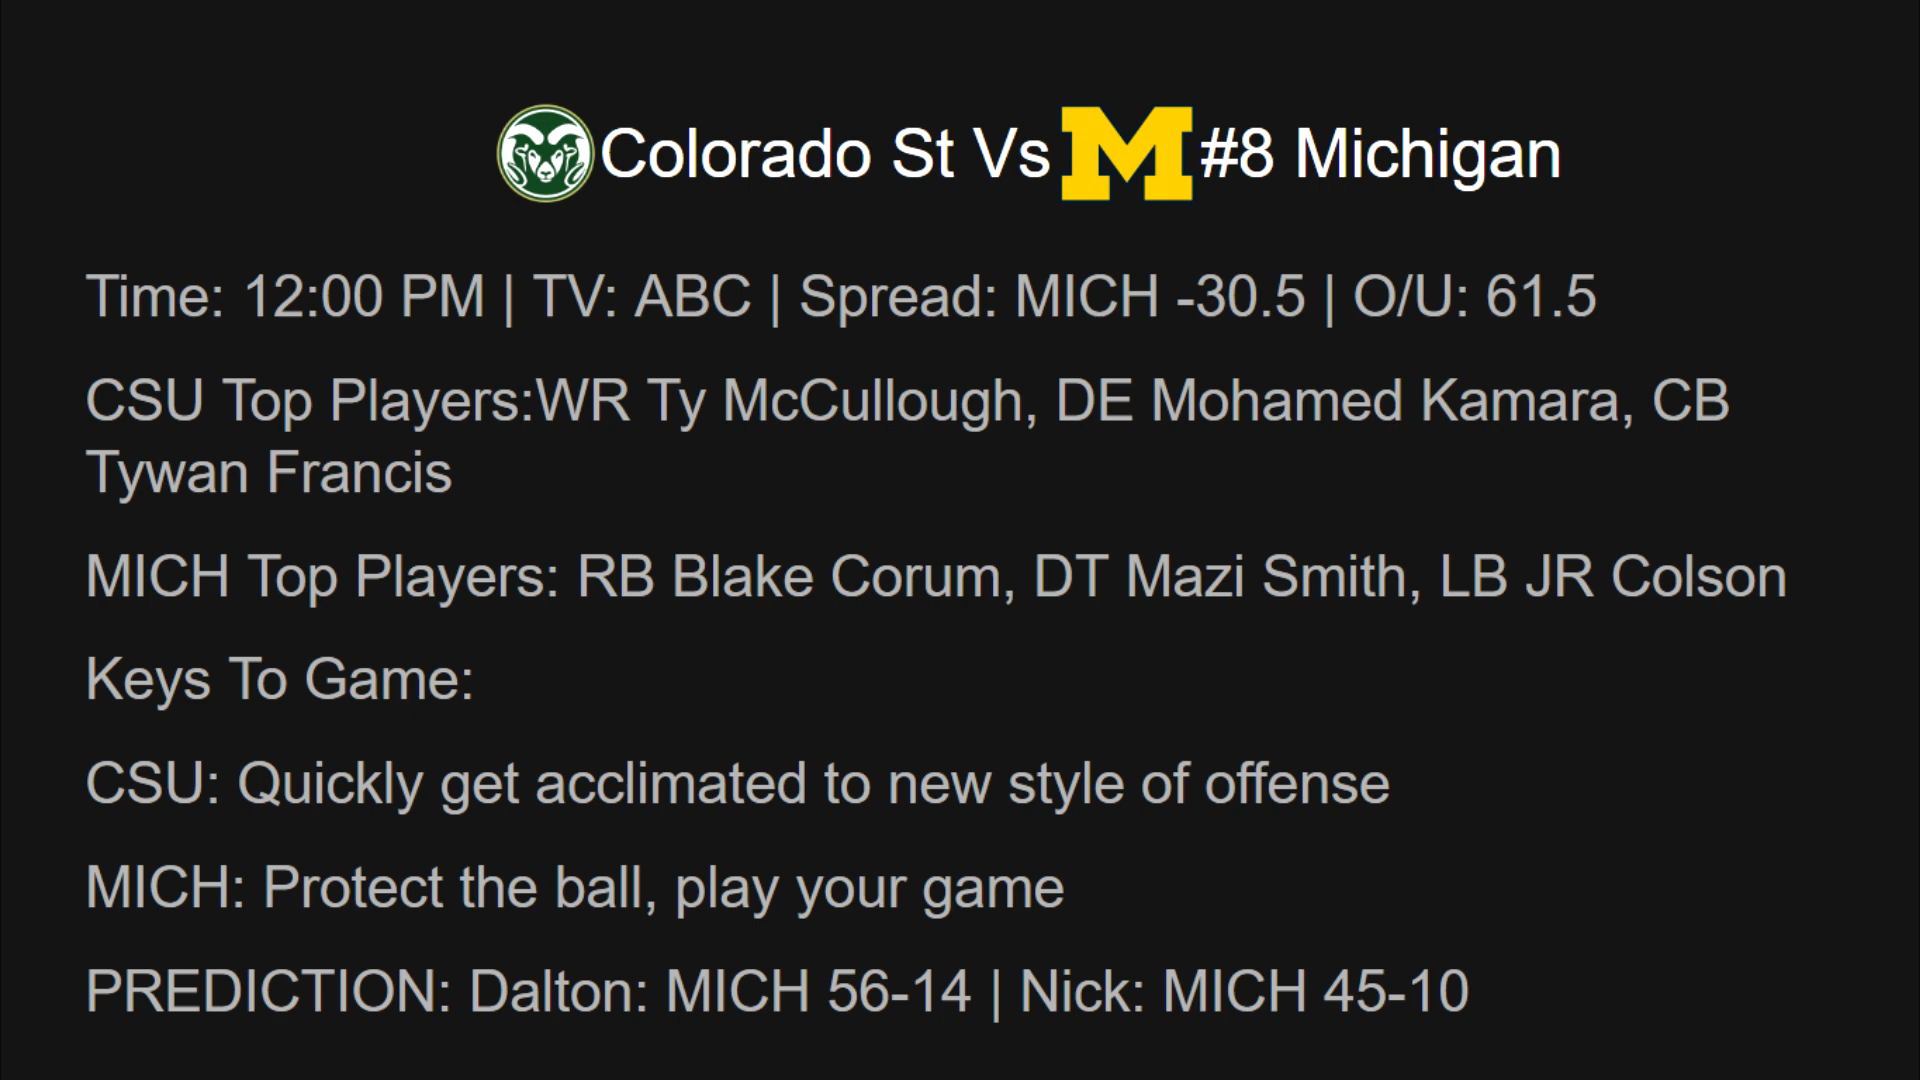 Colorado St Vs M #8 Michigan
Time: 12:00 PM | TV: ABC | Spread: MICH -30.5 | O/U: 61.5
CSU Top Players:WR Ty McCullough, DE Mohamed Kamara, CB
Tywan Francis
MICH Top Players: RB Blake Corum, DT Mazi Smith, LB JR Colson
Keys To Game:
CSU: Quickly get acclimated to new style of offense
MICH: Protect the ball, play your game
PREDICTION: Dalton: MICH 56-14 | Nick: MICH 45-10